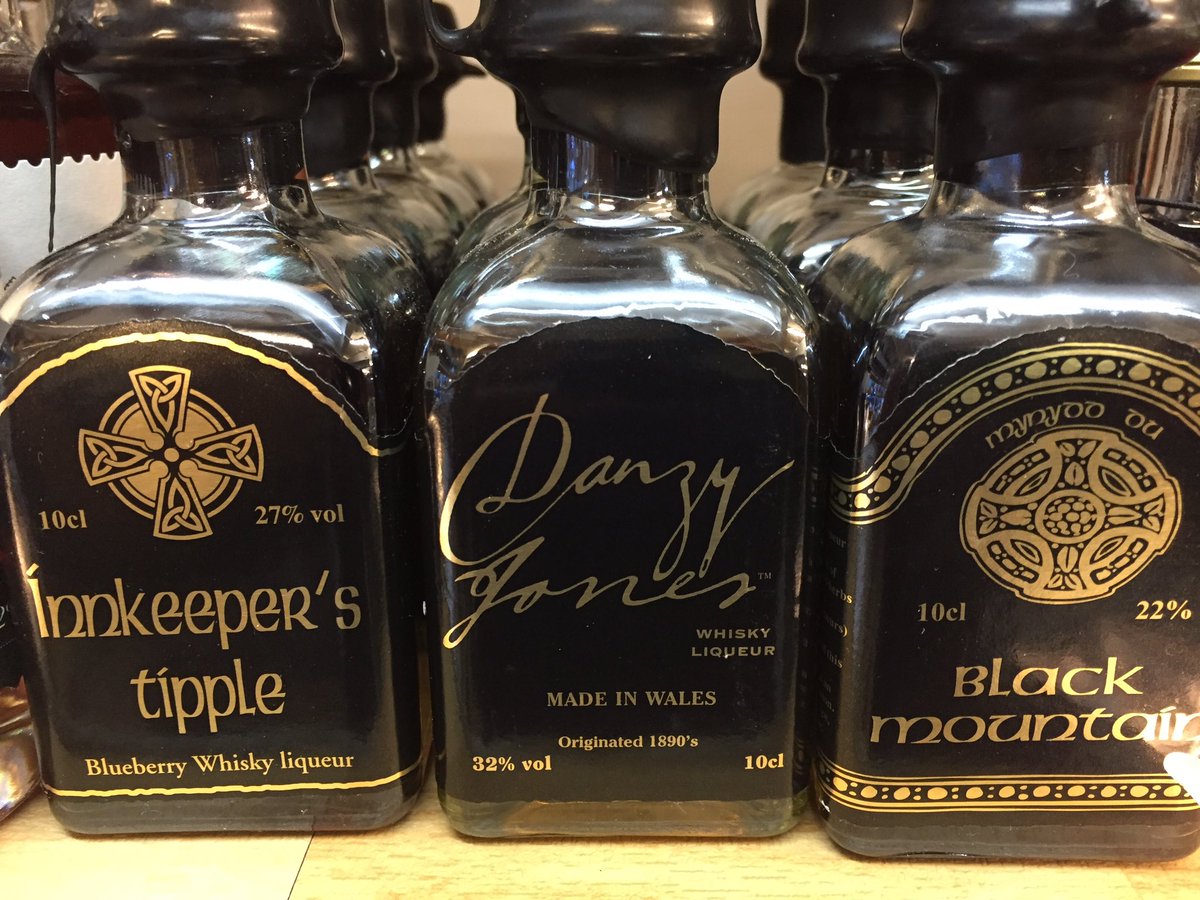 10cl
27% vol
Innkeeper's
tipple
Blueberry Whisky liqueur
Danzy
Jones™
WHISKY
LIQUEUR
MADE IN WALES
Originated 1890's
32% vol
10cl
mynydd du
10cl
22%
Black
mountain